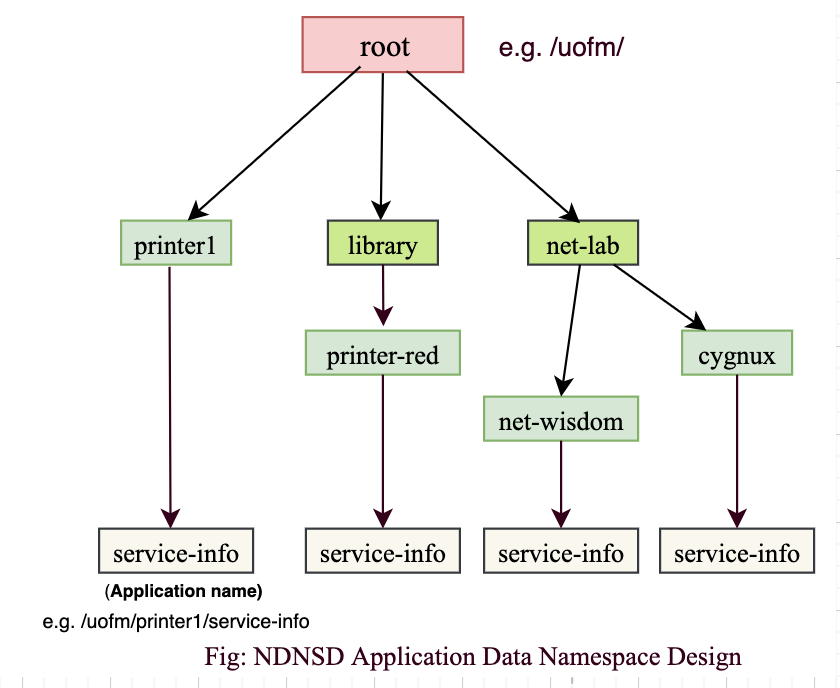 root
e.g. /uofm/
printer1
library
net-lab
printer-red
cygnux
net-wisdom
service-info
service-info
service-info
service-info
(Application name)
e.g. /uofm/printer1/service-info
Fig: NDNSD Application Data Namespace Design